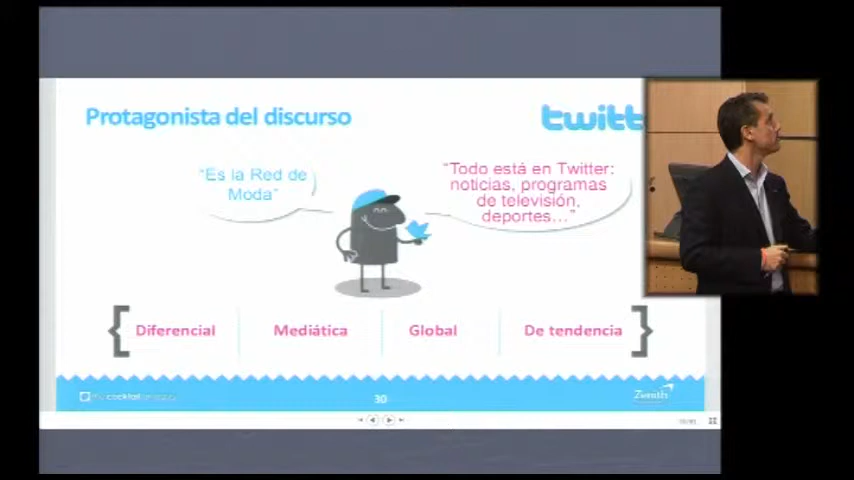 Protagonista del discurso
twitt
“Es la Red de
Moda”
“Todo está en Twitter:
noticias, programas
de televisión,
deportes…”
Diferencial
Mediática
Global
De tendencia
cocktail
30
Zenith